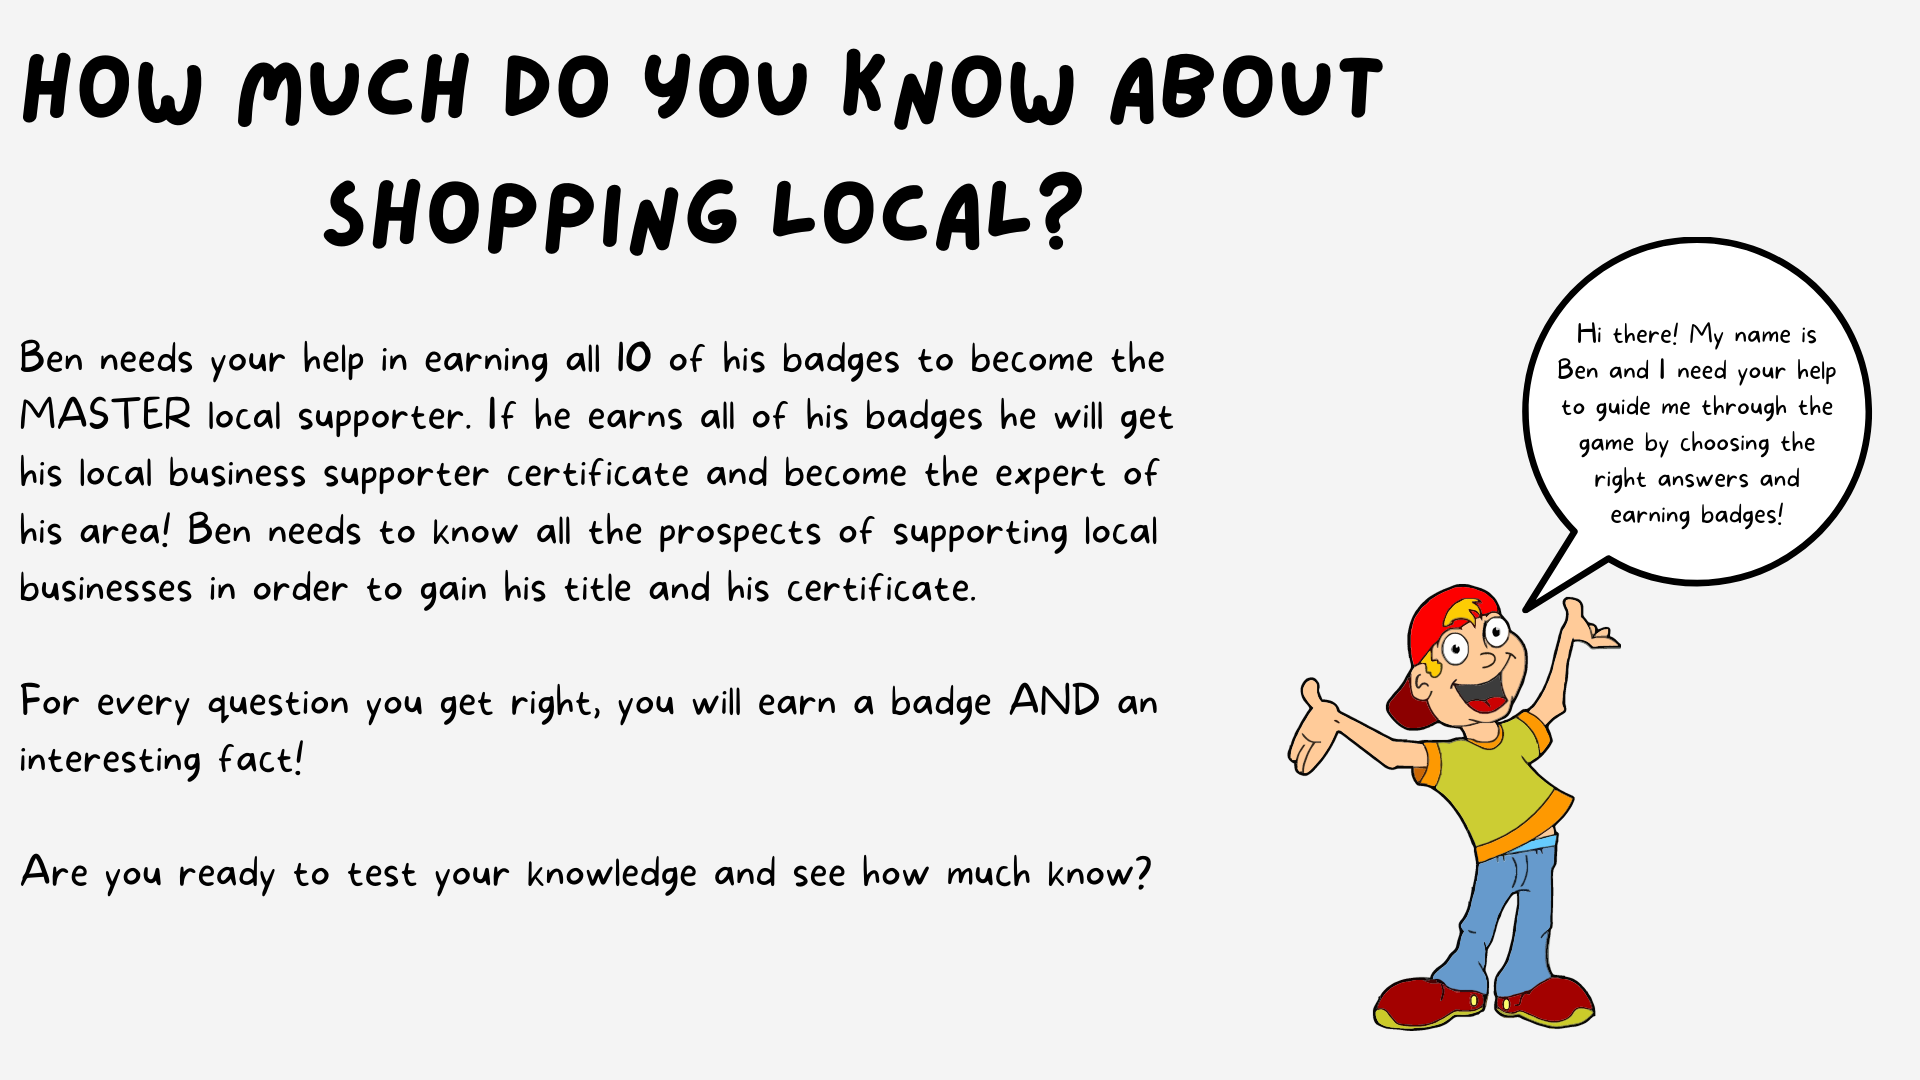 HOW MUCH DO YOU KNOW ABOUT
SHOPPING LOCAL?
Ben needs your help in earning all 10 of his badges to become the
MASTER local supporter. If he earns all of his badges he will get
his local business supporter certificate and become the expert of
his area! Ben needs to know all the prospects of supporting local
businesses in order to gain his title and his certificate.
For every question you get right, you will earn a badge AND an
interesting fact!
Are you ready to test your knowledge and see how much know?
Hi there! My name is
Ben and I need your help
to guide me through the
game by choosing the
right answers and
earning badges!